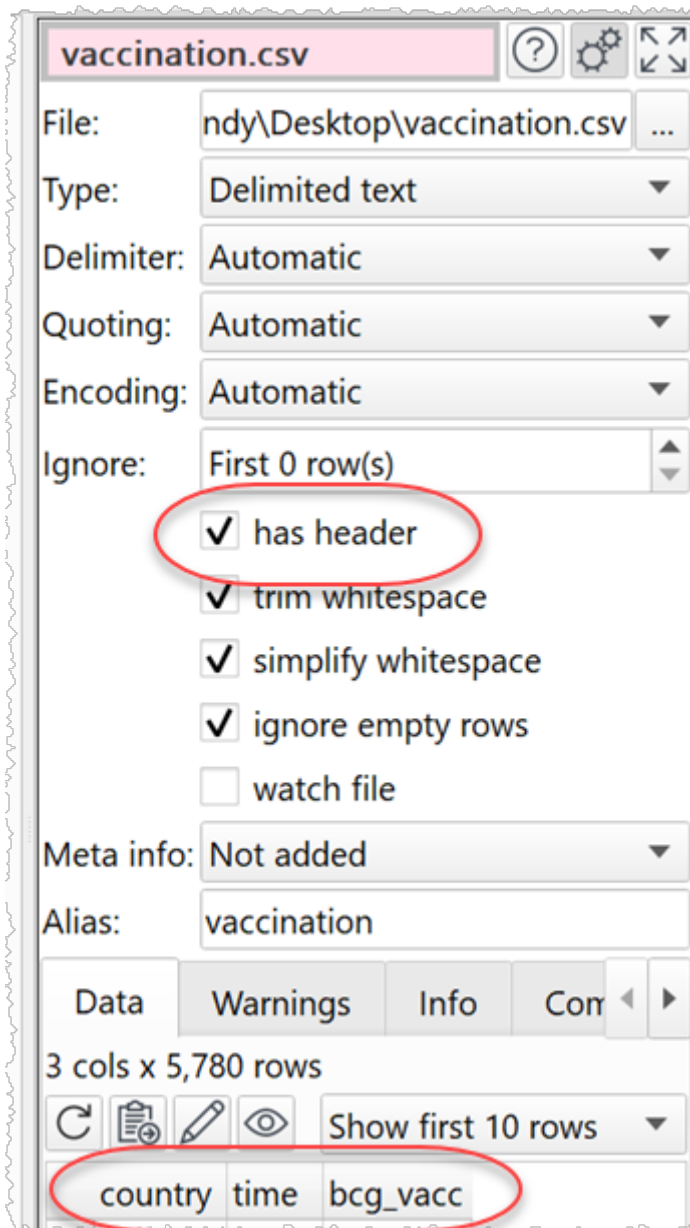 vaccination.csv
File: ndy\Desktop\vaccination.csv ...
Type: Delimited text
Delimiter: Automatic
Quoting: Automatic
Encoding: Automatic
Ignore: First 0 row(s)
has header
trim whitespace
simplify whitespace
ignore empty rows
watch file
Meta info: Not added
Alias: vaccination
Data Warnings Info Com
3 cols x 5,780 rows
Show first 10 rows
country time bcg_vacc